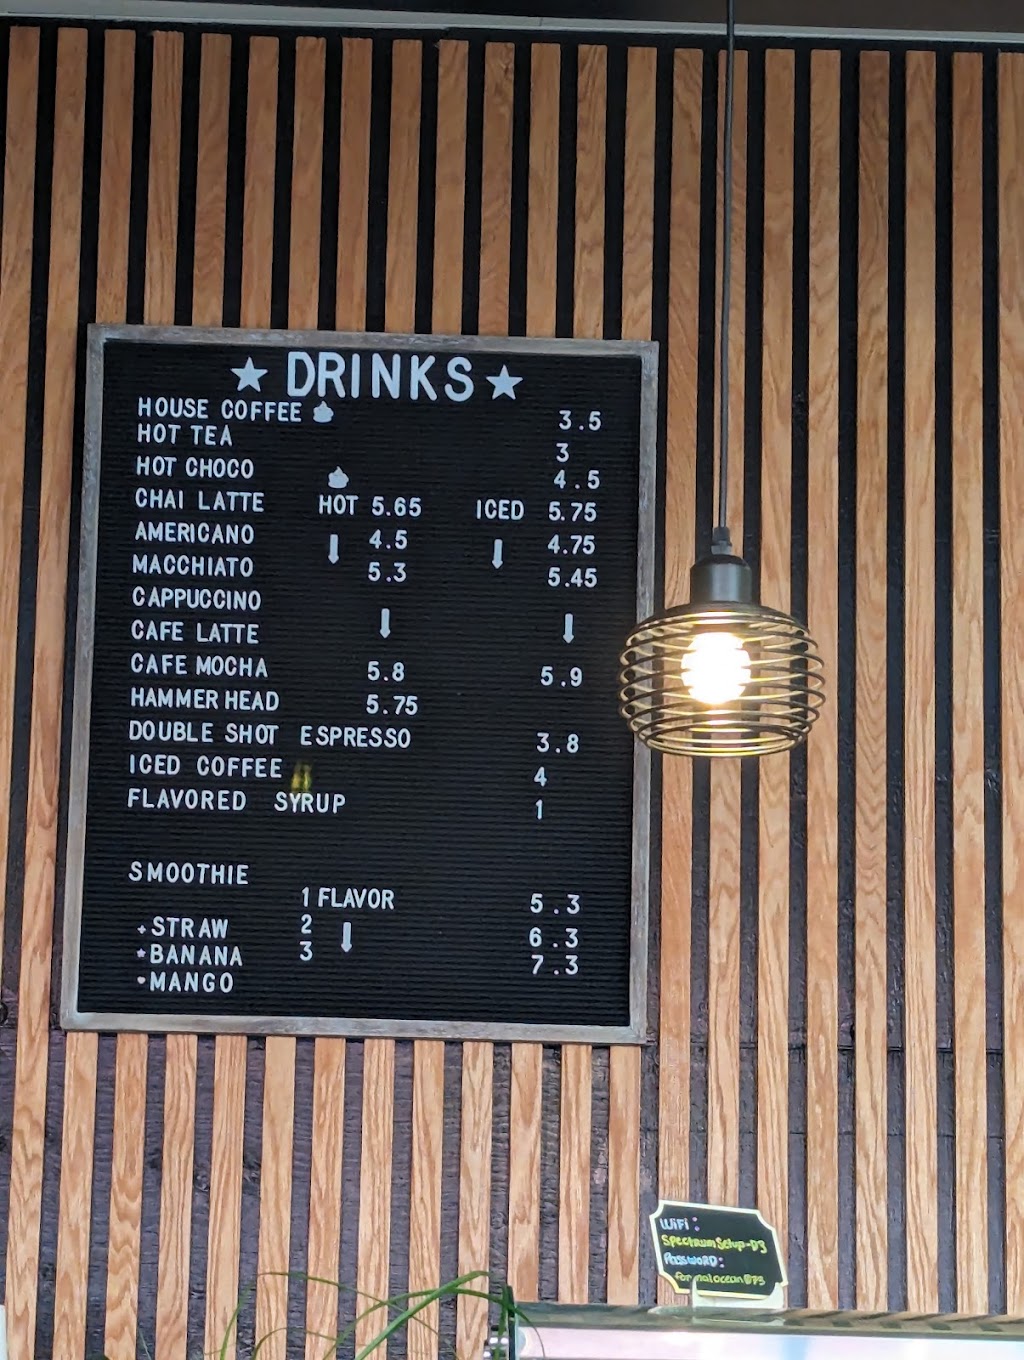 ★ DRINKS ★
HOUSE COFFEE 3.5
HOT TEA 3
HOT CHOCO 4.5
CHAI LATTE HOT 5.65 ICED 5.75
AMERICANO ↓ 4.5 ↓ 4.75
MACCHIATO 5.3 5.45
CAPPUCCINO ↓ ↓
CAFE LATTE
CAFE MOCHA 5.8 5.9
HAMMER HEAD 5.75
DOUBLE SHOT ESPRESSO 3.8
ICED COFFEE 4
FLAVORED SYRUP 1
SMOOTHIE
1 FLAVOR 5.3
STRAW 2 ↓ 6.3
BANANA 3 7.3
MANGO
WiFi:
SpectrumSetup-D3
PASSWORD: